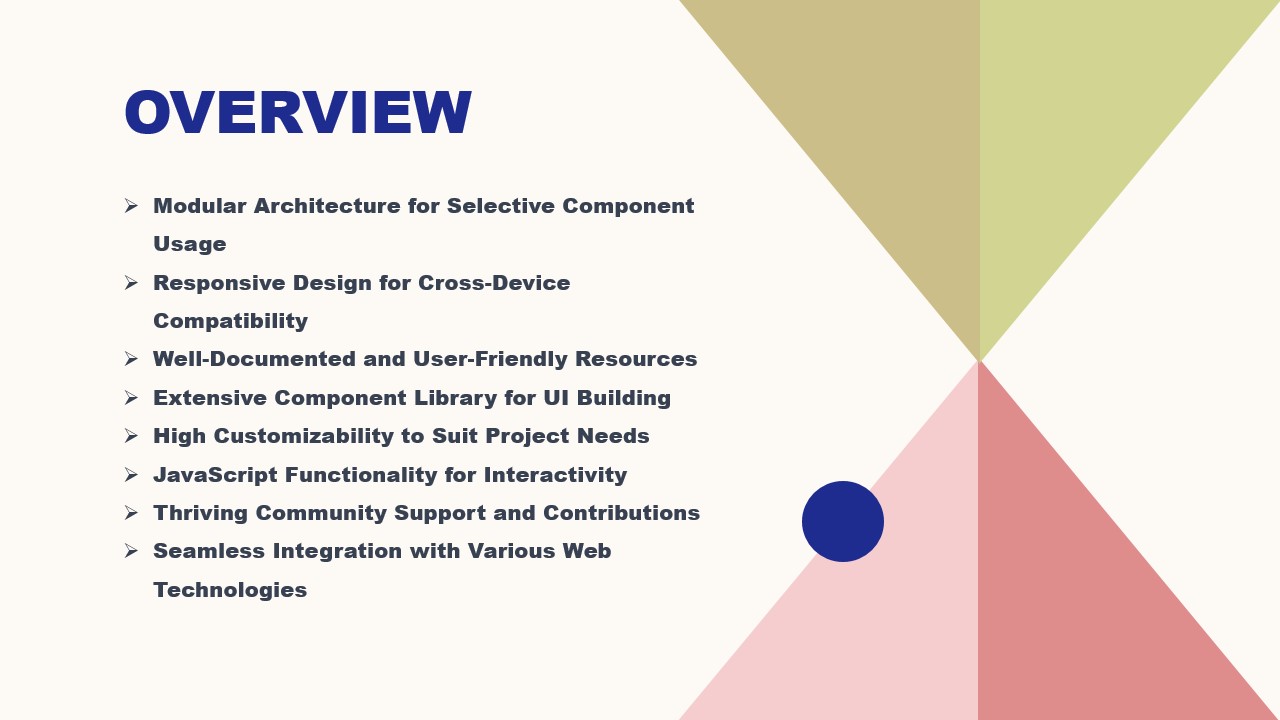 OVERVIEW
⮚ Modular Architecture for Selective Component
Usage
⮚ Responsive Design for Cross-Device
Compatibility
⮚ Well-Documented and User-Friendly Resources
⮚ Extensive Component Library for UI Building
⮚ High Customizability to Suit Project Needs
⮚ JavaScript Functionality for Interactivity
⮚ Thriving Community Support and Contributions
⮚ Seamless Integration with Various Web
Technologies